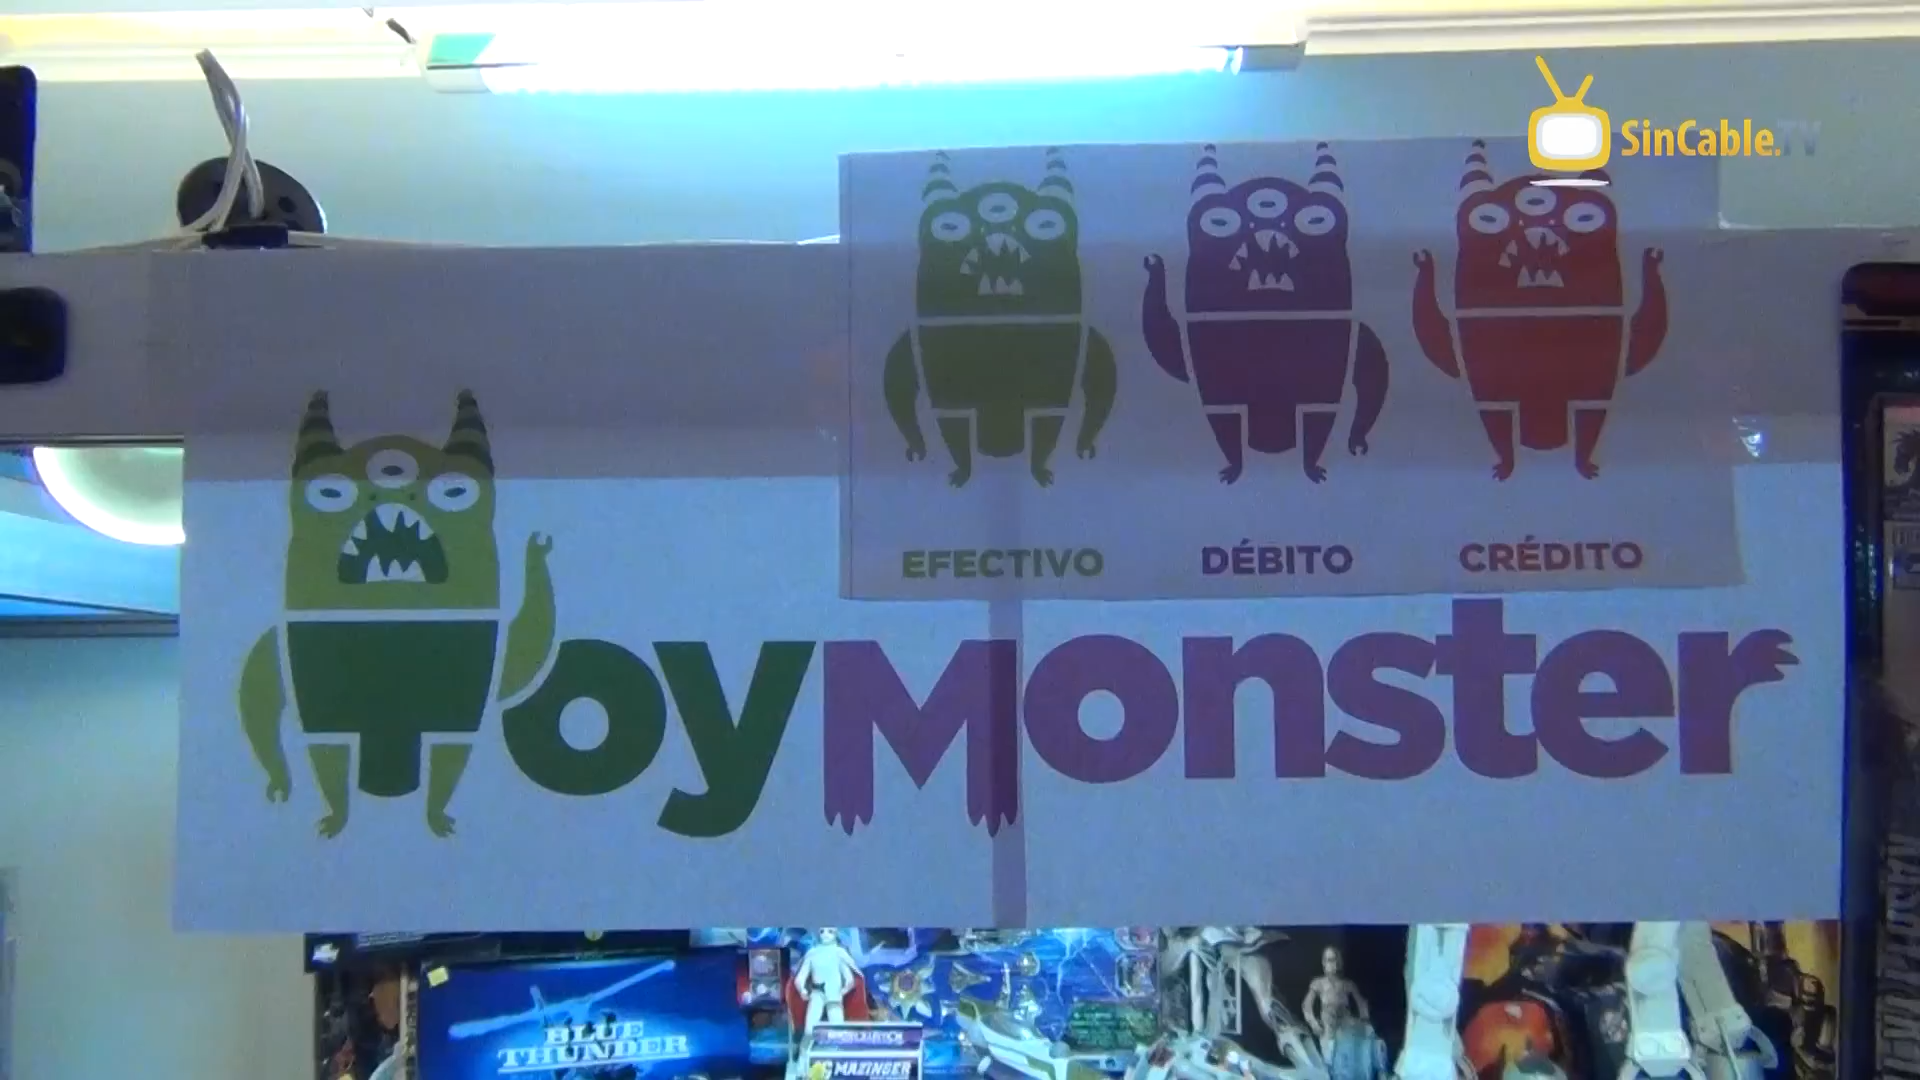 SinCable.TV
EFECTIVO DÉBITO CRÉDITO
ToyMonster
BLUE
THUNDER
MAZINGER